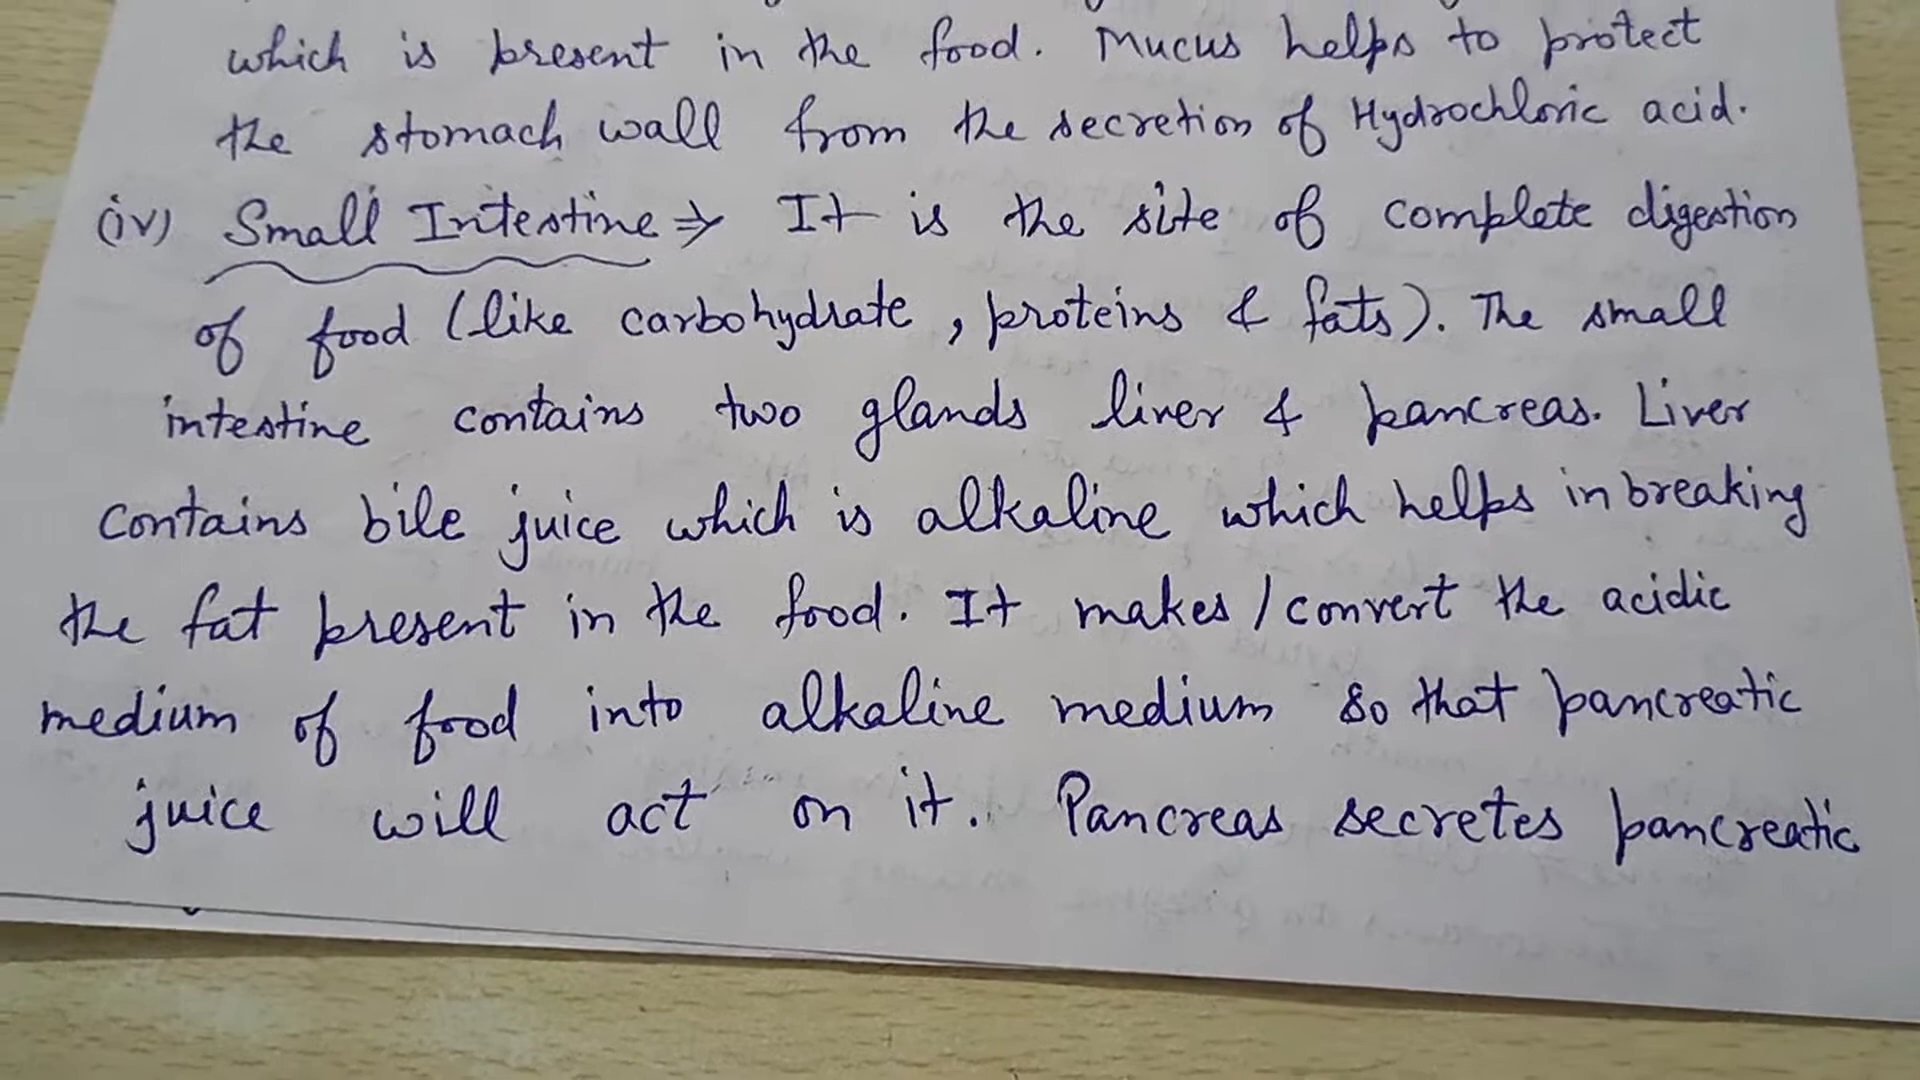 which is present in the food. Mucus helps to protect
the stomach wall from the secretion of Hydrochloric acid.
(iv) Small Intestine ⇒ It is the site of complete digestion
of food (like carbohydrate, proteins & fats). The small
intestine contains two glands liver & pancreas. Liver
contains bile juice which is alkaline which helps in breaking
the fat present in the food. It makes / convert the acidic
medium of food into alkaline medium so that pancreatic
juice will act on it. Pancreas secretes pancreatic